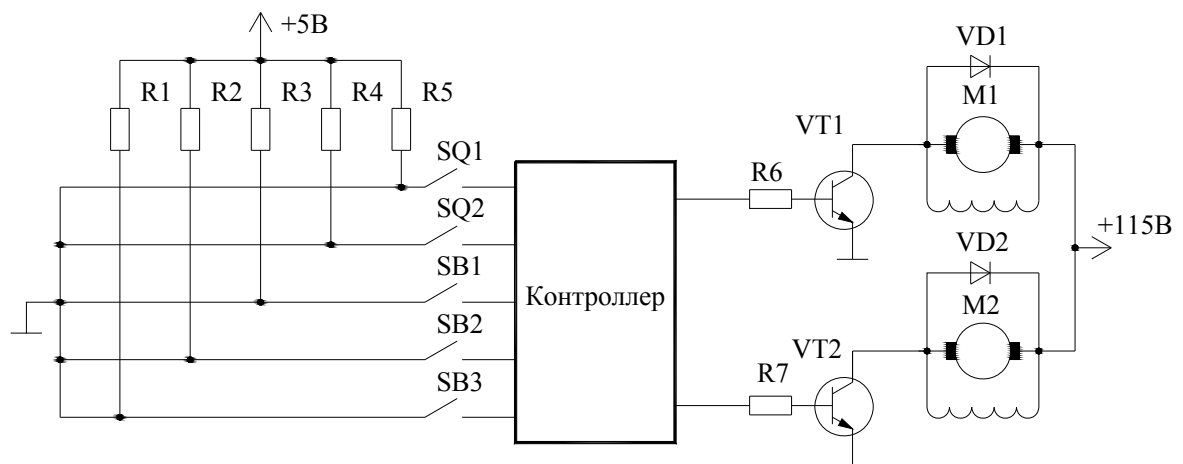 +5В
R1 R2 R3 R4 R5
SQ1
SQ2
SB1
SB2
SB3
Контроллер
R6
R7
VT1
VT2
VD1
M1
VD2
M2
+115В